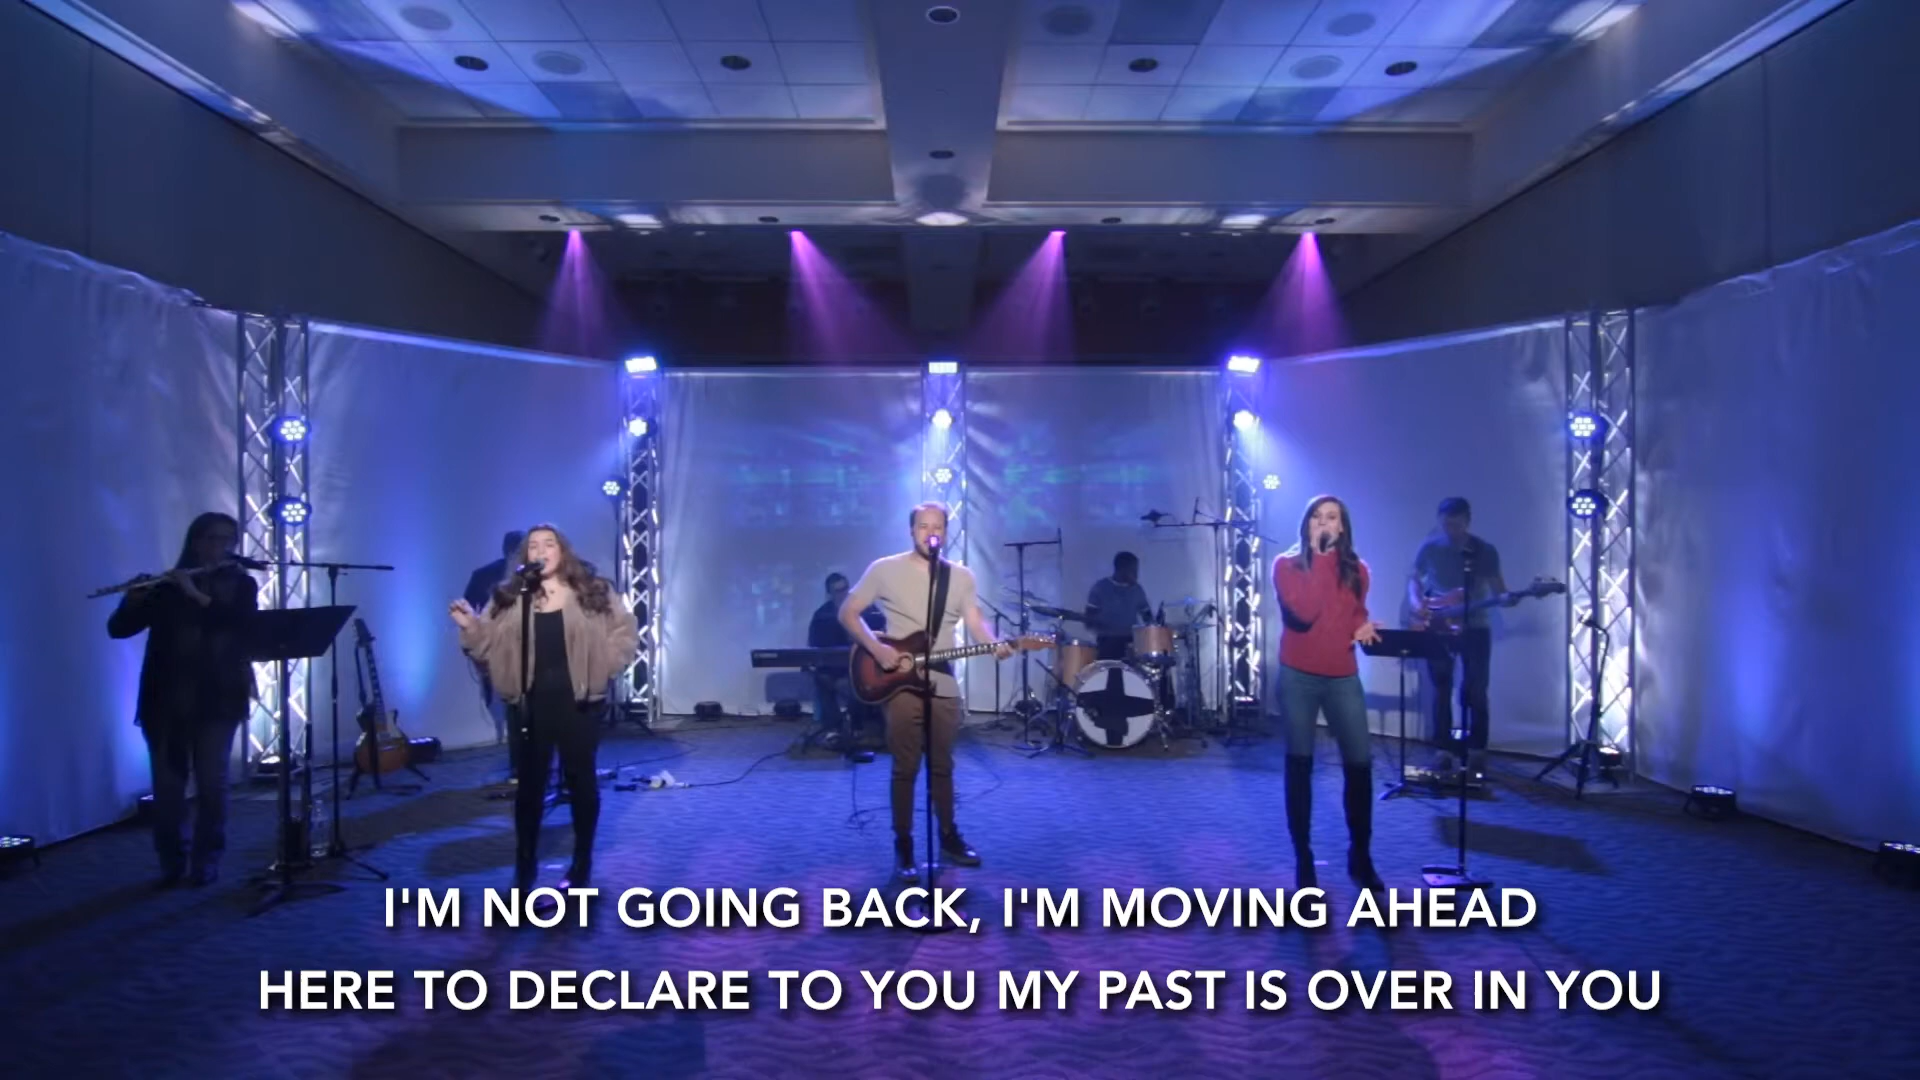 I'M NOT GOING BACK, I'M MOVING AHEAD
HERE TO DECLARE TO YOU MY PAST IS OVER IN YOU